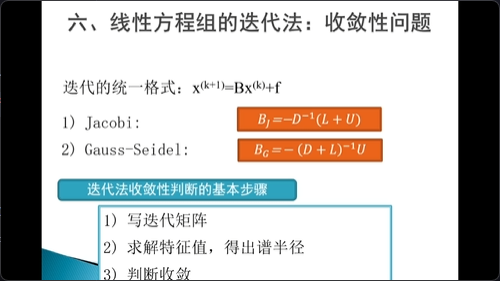 六、线性方程组的迭代法：收敛性问题
迭代的统一格式：x⁽ᵏ⁺¹⁾=Bx⁽ᵏ⁾+f
1) Jacobi: B_J=−D⁻¹(L + U)
2) Gauss-Seidel: B_G=− (D + L)⁻¹U
迭代法收敛性判断的基本步骤
1) 写迭代矩阵
2) 求解特征值，得出谱半径
3) 判断收敛